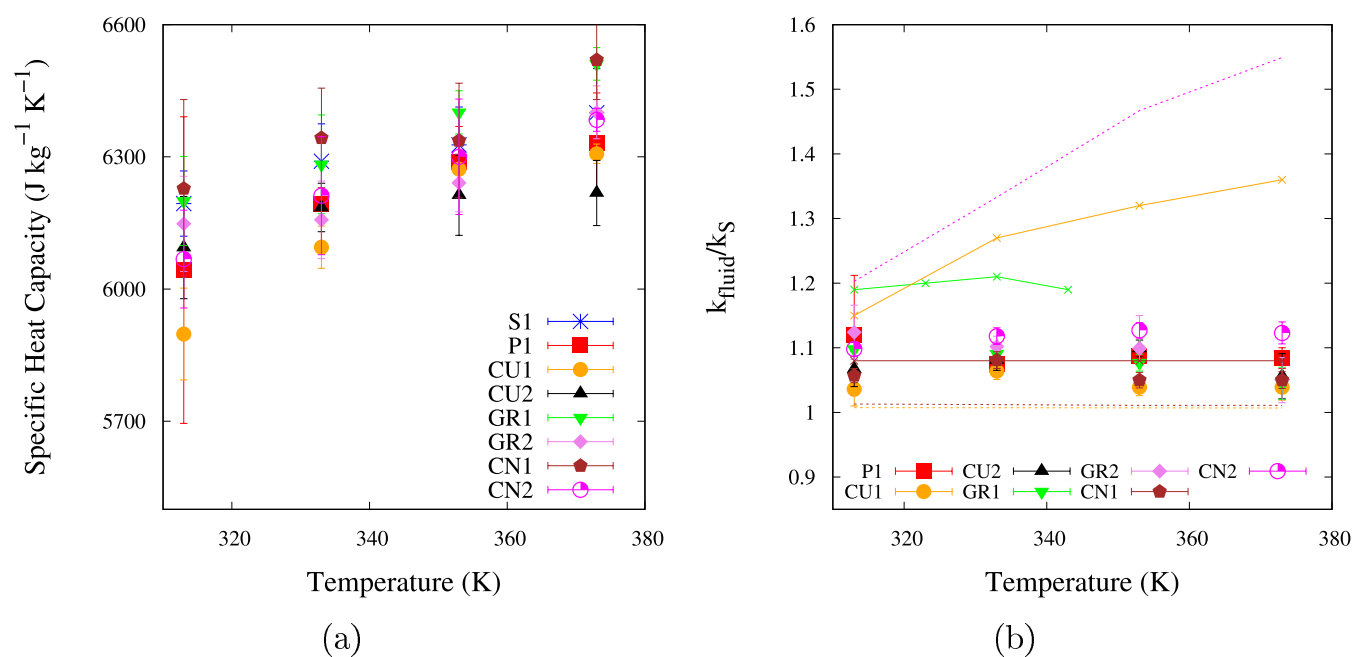 6600
6300
6000
5700
320
340
360
380
Specific Heat Capacity (J kg⁻¹ K⁻¹)
Temperature (K)
S1
P1
CU1
CU2
GR1
GR2
CN1
CN2
(a)
1.6
1.5
1.4
1.3
1.2
1.1
1
0.9
320
340
360
380
k_fluid/k_S
Temperature (K)
P1 CU2 GR2 CN2
CU1 GR1 CN1
(b)